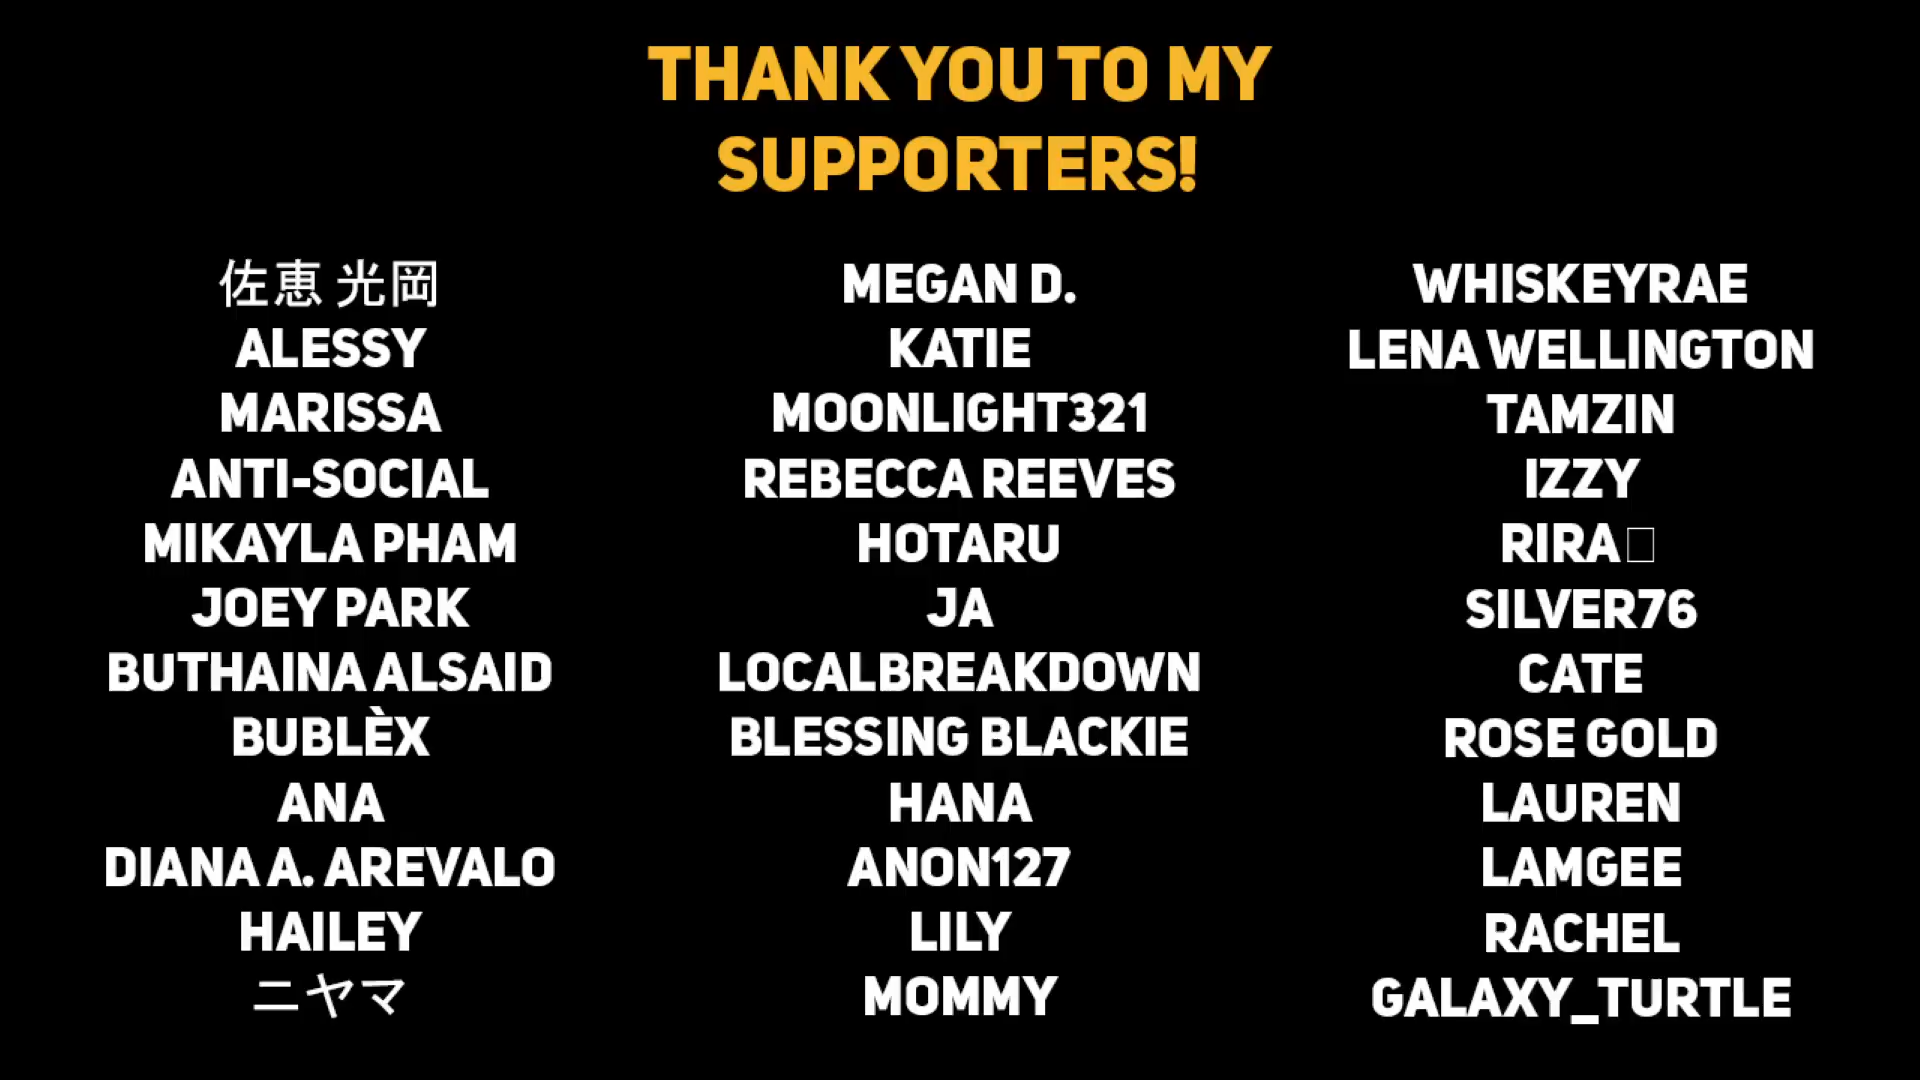 THANK YOU TO MY
SUPPORTERS!
佐恵 光岡
ALESSY
MARISSA
ANTI-SOCIAL
MIKAYLA PHAM
JOEY PARK
BUTHAINA ALSAID
BUBLÈX
ANA
DIANA A. AREVALO
HAILEY
ニヤマ
MEGAN D.
KATIE
MOONLIGHT321
REBECCA REEVES
HOTARU
JA
LOCALBREAKDOWN
BLESSING BLACKIE
HANA
ANON127
LILY
MOMMY
WHISKEYRAE
LENA WELLINGTON
TAMZIN
IZZY
RIRA□
SILVER76
CATE
ROSE GOLD
LAUREN
LAMGEE
RACHEL
GALAXY_TURTLE